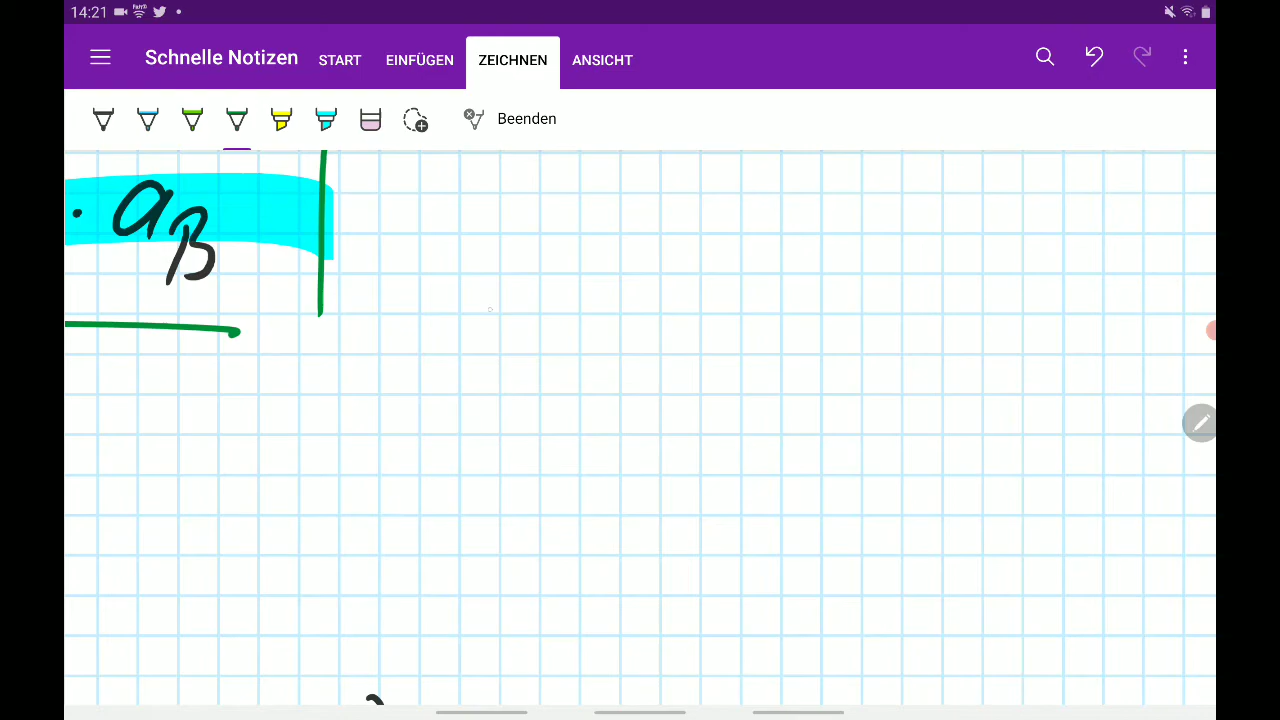 14:21
Schnelle Notizen START EINFÜGEN ZEICHNEN ANSICHT
Beenden
· aβ